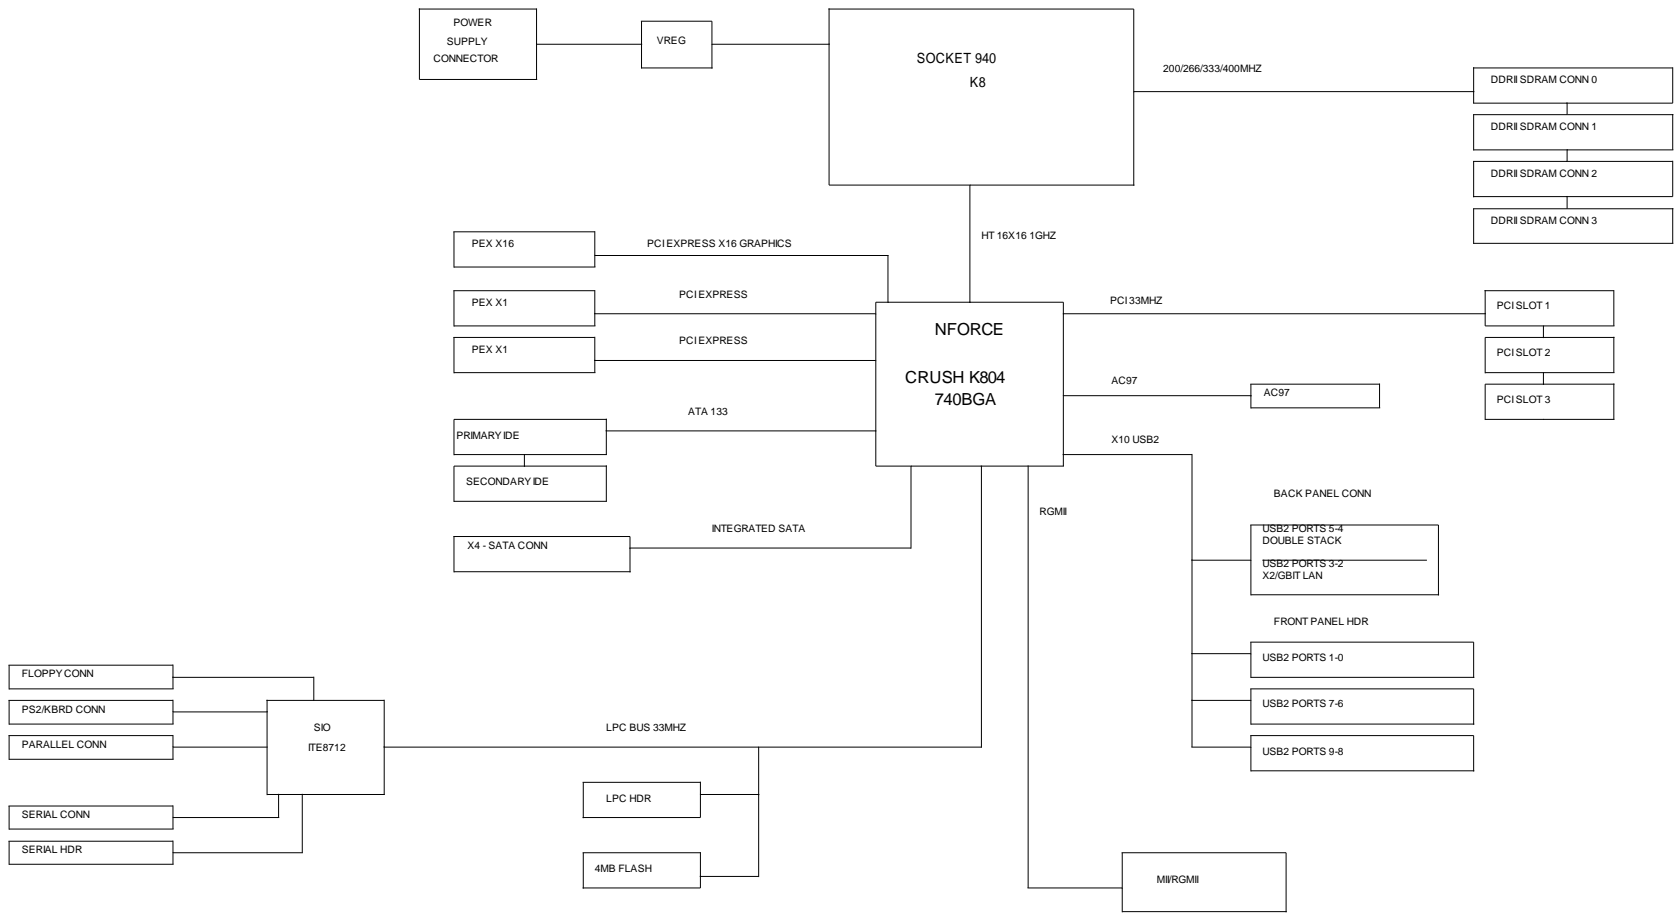 POWER
SUPPLY
CONNECTOR
VREG
SOCKET 940
K8
200/266/333/400MHZ
DDRII SDRAM CONN 0
DDRII SDRAM CONN 1
DDRII SDRAM CONN 2
DDRII SDRAM CONN 3
HT 16X16 1GHZ
PEX X16
PCI EXPRESS X16 GRAPHICS
PEX X1
PCI EXPRESS
PEX X1
PCI EXPRESS
NFORCE
CRUSH K804
740BGA
PCI 33MHZ
PCI SLOT 1
PCI SLOT 2
PCI SLOT 3
AC97
AC97
ATA 133
PRIMARY IDE
SECONDARY IDE
X10 USB2
INTEGRATED SATA
X4 - SATA CONN
RGMII
BACK PANEL CONN
USB2 PORTS 5-4
DOUBLE STACK
USB2 PORTS 3-2
X2/GBIT LAN
FRONT PANEL HDR
USB2 PORTS 1-0
USB2 PORTS 7-6
USB2 PORTS 9-8
FLOPPY CONN
PS2/KBRD CONN
PARALLEL CONN
SERIAL CONN
SERIAL HDR
SIO
ITE8712
LPC BUS 33MHZ
LPC HDR
4MB FLASH
MII/RGMII